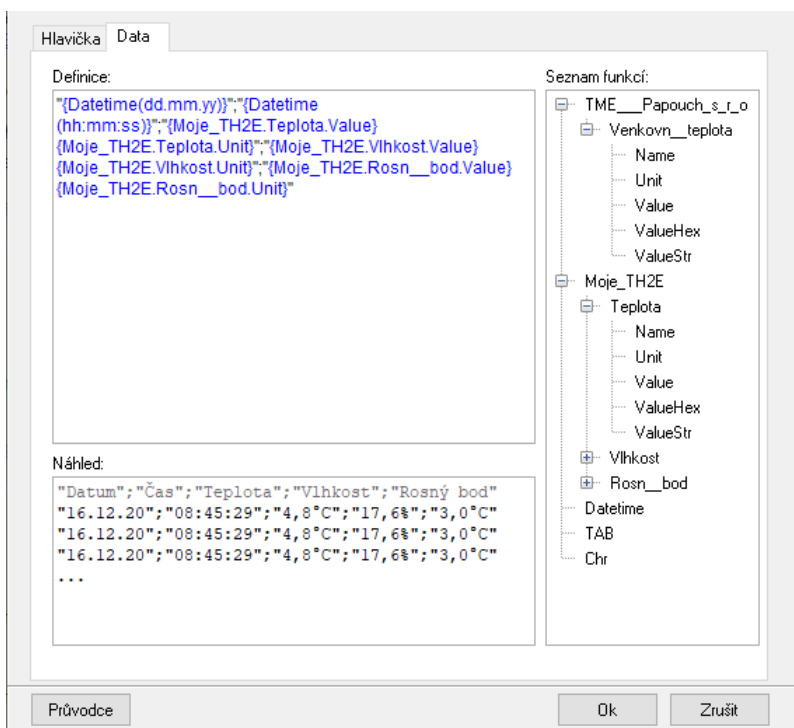 Hlavička Data
Definice:
"{Datetime(dd.mm.yy)}";"{Datetime
(hh:mm:ss)}";"{Moje_TH2E.Teplota.Value}
{Moje_TH2E.Teplota.Unit}";"{Moje_TH2E.Vlhkost.Value}
{Moje_TH2E.Vlhkost.Unit}";"{Moje_TH2E.Rosn__bod.Value}
{Moje_TH2E.Rosn__bod.Unit}"
Náhled:
"Datum";"Čas";"Teplota";"Vlhkost";"Rosný bod"
"16.12.20";"08:45:29";"4,8°C";"17,6%";"3,0°C"
"16.12.20";"08:45:29";"4,8°C";"17,6%";"3,0°C"
"16.12.20";"08:45:29";"4,8°C";"17,6%";"3,0°C"
...
Seznam funkcí:
TME___Papouch_s_r_o
Venkovn__teplota
Name
Unit
Value
ValueHex
ValueStr
Moje_TH2E
Teplota
Name
Unit
Value
ValueHex
ValueStr
Vlhkost
Rosn__bod
Datetime
TAB
Chr
Průvodce Ok Zrušit